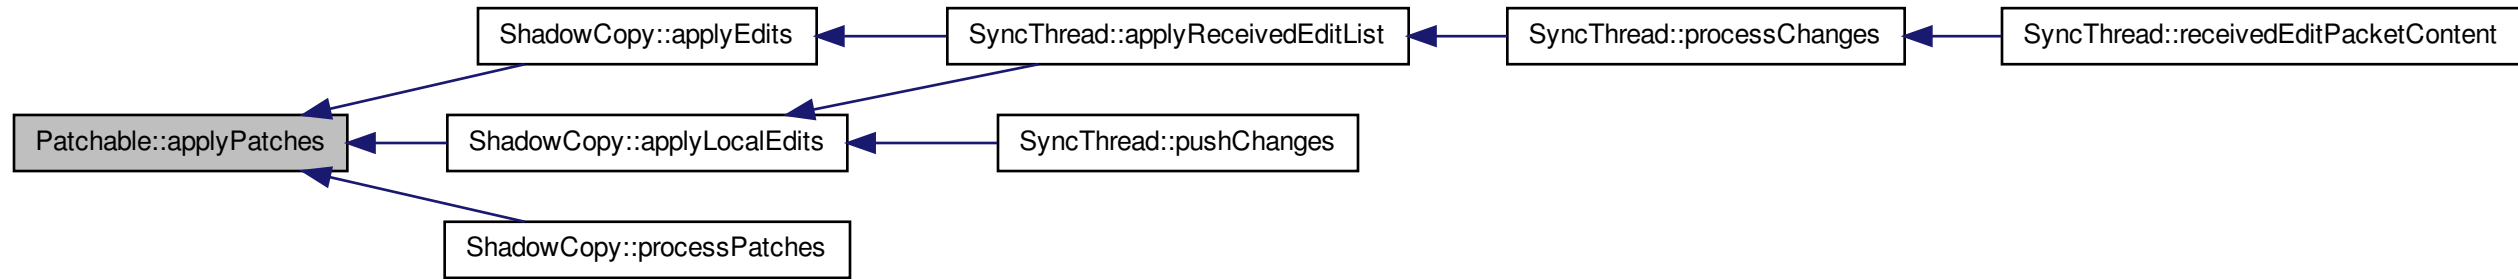 ShadowCopy::applyEdits
SyncThread::applyReceivedEditList
SyncThread::processChanges
SyncThread::receivedEditPacketContent
Patchable::applyPatches
ShadowCopy::applyLocalEdits
SyncThread::pushChanges
ShadowCopy::processPatches